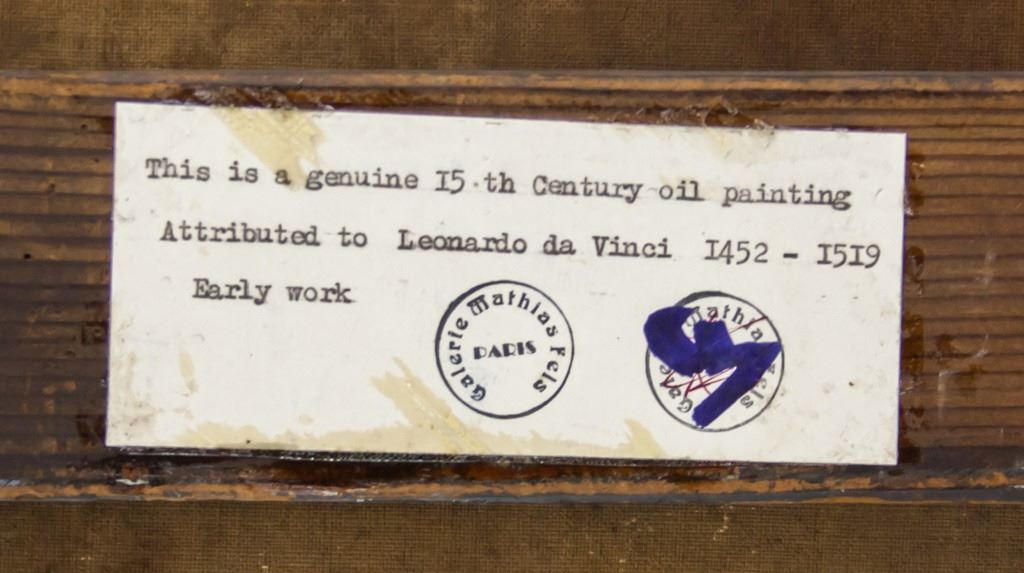 This is a genuine I5.th Century oil painting
Attributed to Leonardo da Vinci I452 - I5I9
Early work
Galerie Mathias Fels
PARIS